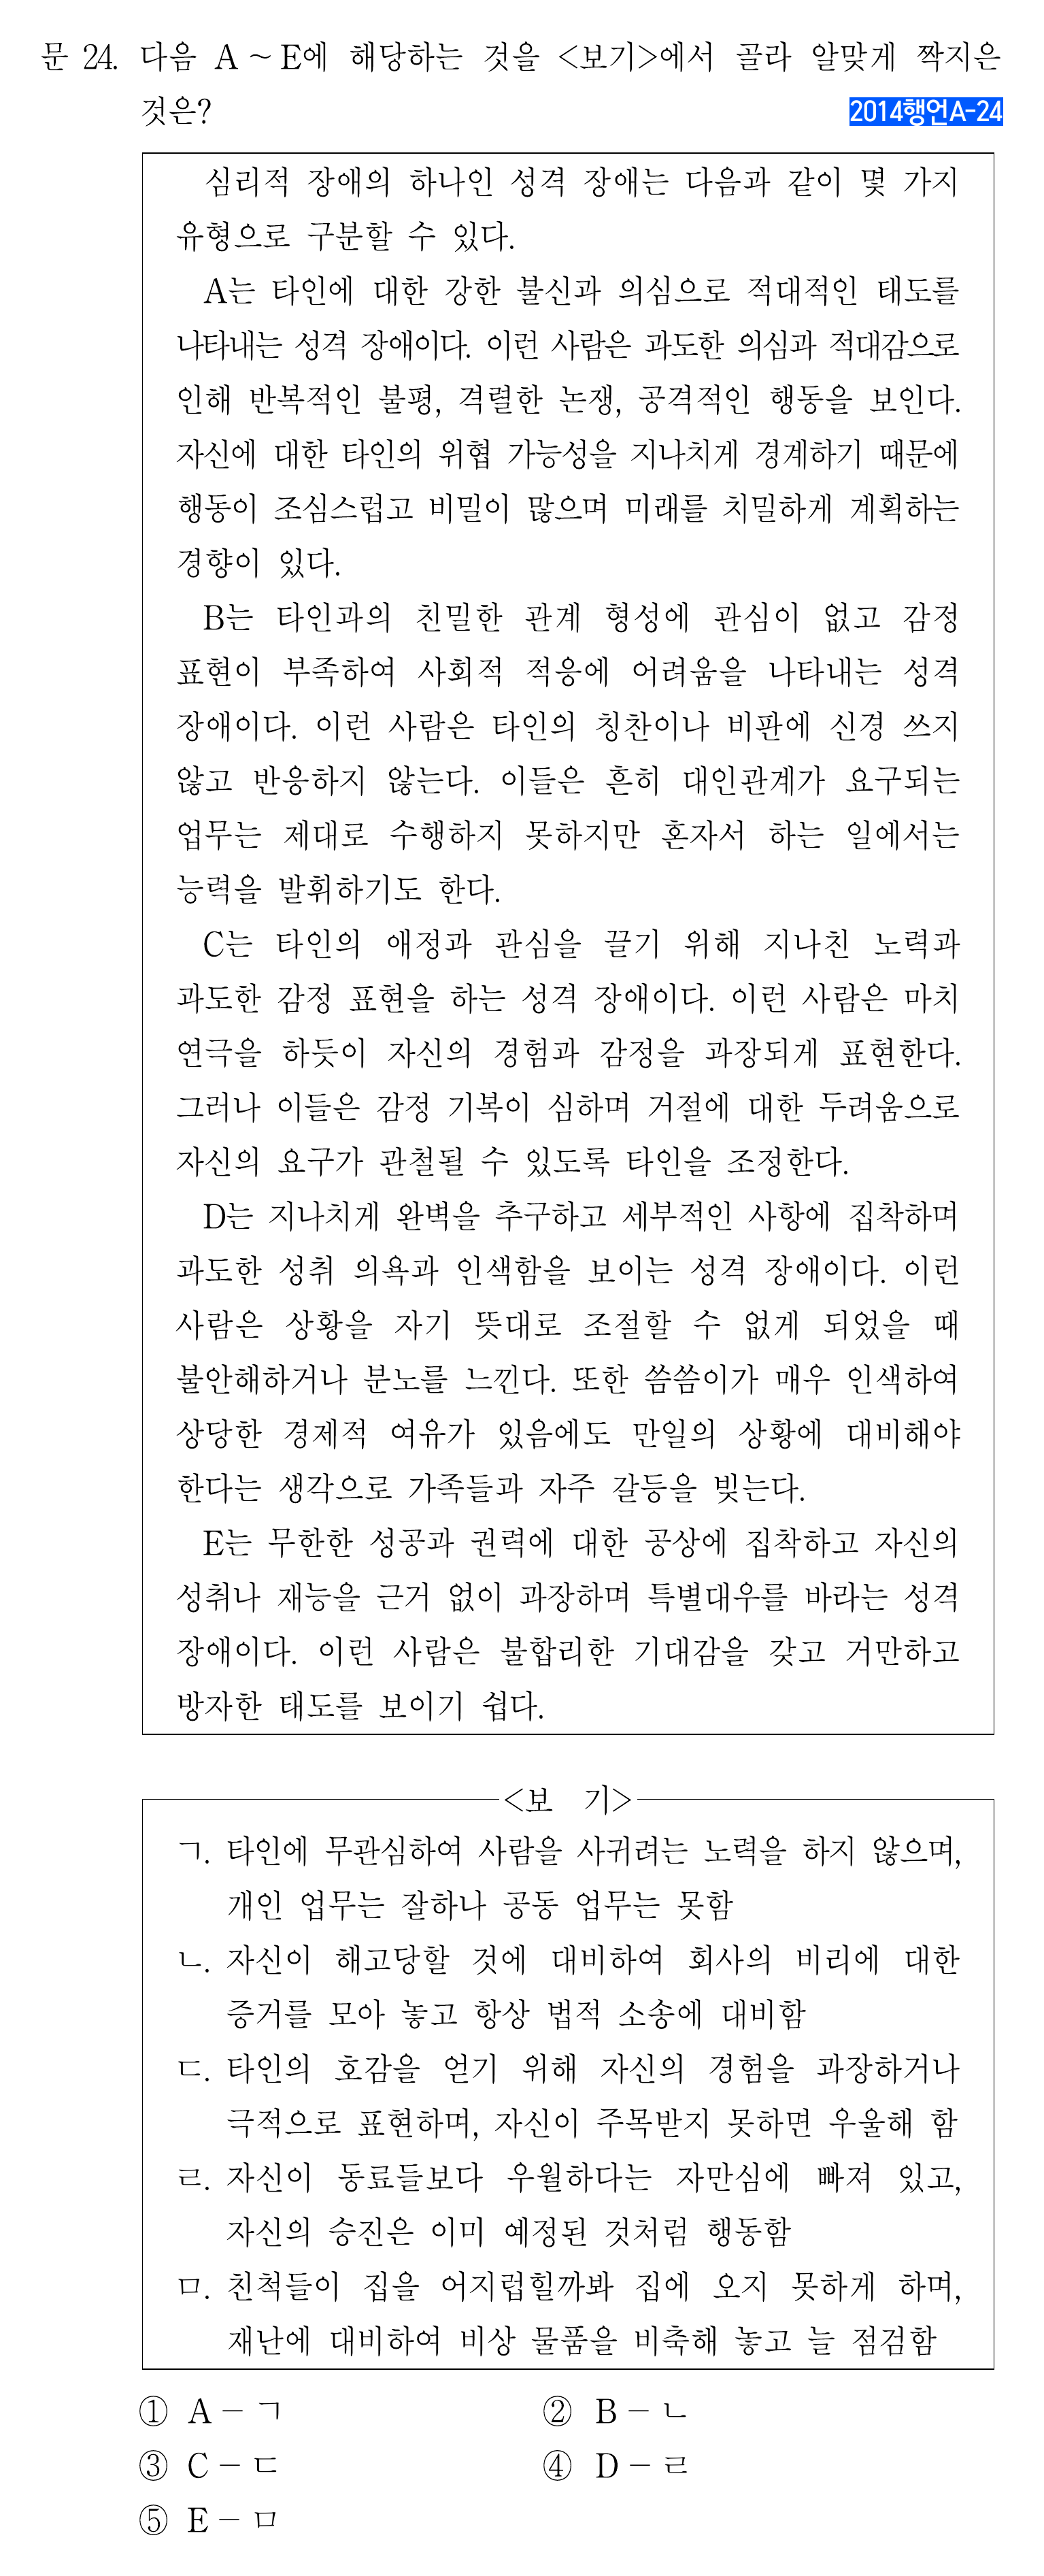 문 24. 다음 A ~ E에 해당하는 것을 <보기>에서 골라 알맞게 짝지은
것은?
2014행언A-24
심리적 장애의 하나인 성격 장애는 다음과 같이 몇 가지
유형으로 구분할 수 있다.
A는 타인에 대한 강한 불신과 의심으로 적대적인 태도를
나타내는 성격 장애이다. 이런 사람은 과도한 의심과 적대감으로
인해 반복적인 불평, 격렬한 논쟁, 공격적인 행동을 보인다.
자신에 대한 타인의 위협 가능성을 지나치게 경계하기 때문에
행동이 조심스럽고 비밀이 많으며 미래를 치밀하게 계획하는
경향이 있다.
B는 타인과의 친밀한 관계 형성에 관심이 없고 감정
표현이 부족하여 사회적 적응에 어려움을 나타내는 성격
장애이다. 이런 사람은 타인의 칭찬이나 비판에 신경 쓰지
않고 반응하지 않는다. 이들은 흔히 대인관계가 요구되는
업무는 제대로 수행하지 못하지만 혼자서 하는 일에서는
능력을 발휘하기도 한다.
C는 타인의 애정과 관심을 끌기 위해 지나친 노력과
과도한 감정 표현을 하는 성격 장애이다. 이런 사람은 마치
연극을 하듯이 자신의 경험과 감정을 과장되게 표현한다.
그러나 이들은 감정 기복이 심하며 거절에 대한 두려움으로
자신의 요구가 관철될 수 있도록 타인을 조정한다.
D는 지나치게 완벽을 추구하고 세부적인 사항에 집착하며
과도한 성취 의욕과 인색함을 보이는 성격 장애이다. 이런
사람은 상황을 자기 뜻대로 조절할 수 없게 되었을 때
불안해하거나 분노를 느낀다. 또한 씀씀이가 매우 인색하여
상당한 경제적 여유가 있음에도 만일의 상황에 대비해야
한다는 생각으로 가족들과 자주 갈등을 빚는다.
E는 무한한 성공과 권력에 대한 공상에 집착하고 자신의
성취나 재능을 근거 없이 과장하며 특별대우를 바라는 성격
장애이다. 이런 사람은 불합리한 기대감을 갖고 거만하고
방자한 태도를 보이기 쉽다.
<보 기>
ㄱ. 타인에 무관심하여 사람을 사귀려는 노력을 하지 않으며,
개인 업무는 잘하나 공동 업무는 못함
ㄴ. 자신이 해고당할 것에 대비하여 회사의 비리에 대한
증거를 모아 놓고 항상 법적 소송에 대비함
ㄷ. 타인의 호감을 얻기 위해 자신의 경험을 과장하거나
극적으로 표현하며, 자신이 주목받지 못하면 우울해 함
ㄹ. 자신이 동료들보다 우월하다는 자만심에 빠져 있고,
자신의 승진은 이미 예정된 것처럼 행동함
ㅁ. 친척들이 집을 어지럽힐까봐 집에 오지 못하게 하며,
재난에 대비하여 비상 물품을 비축해 놓고 늘 점검함
① A - ㄱ ② B - ㄴ
③ C - ㄷ ④ D - ㄹ
⑤ E - ㅁ